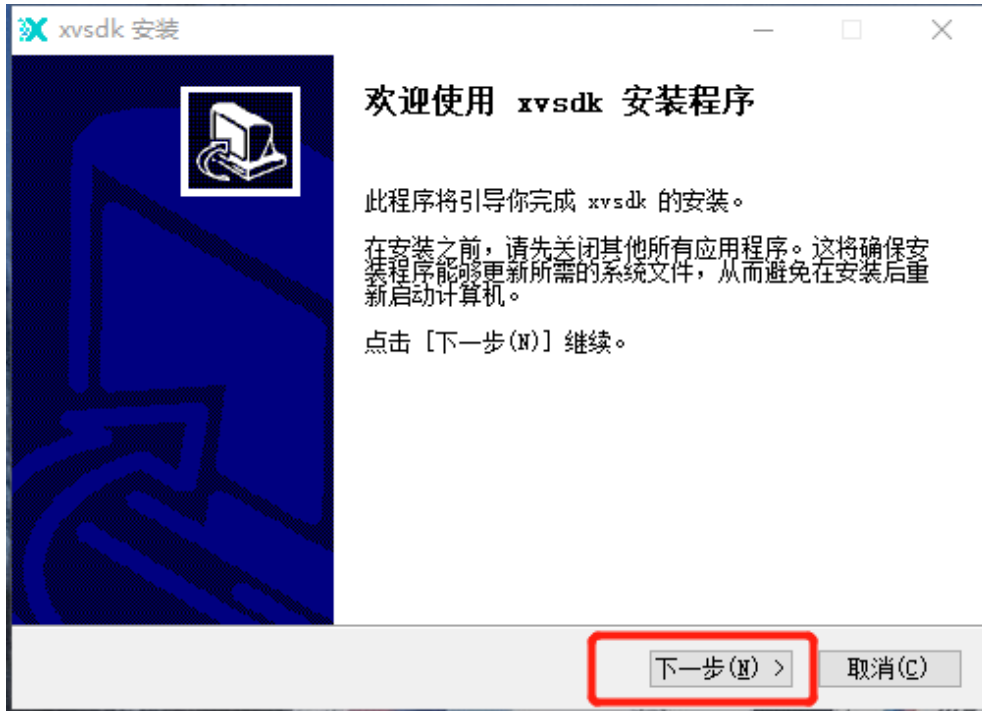 xvsdk 安装
欢迎使用 xvsdk 安装程序
此程序将引导你完成 xvsdk 的安装。
在安装之前，请先关闭其他所有应用程序。这将确保安
装程序能够更新所需的系统文件，从而避免在安装后重
新启动计算机。
点击 [下一步(N)] 继续。
下一步(N) >
取消(C)